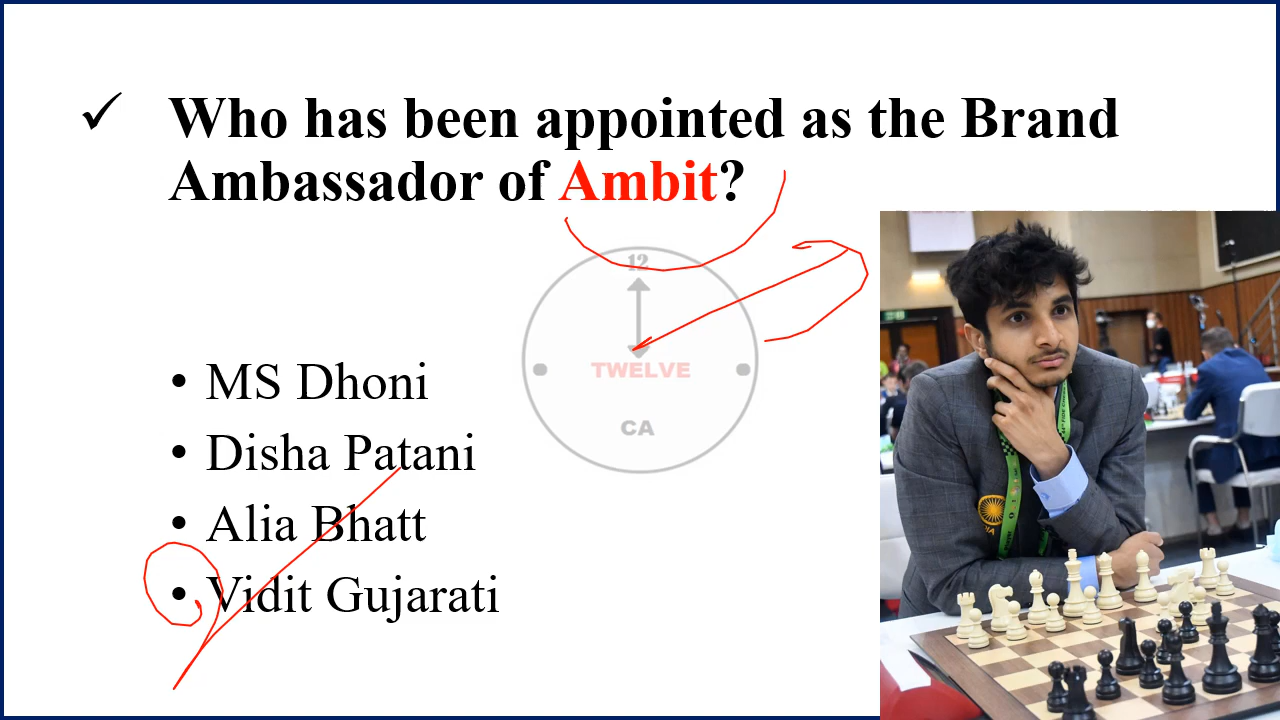 ✓ Who has been appointed as the Brand
Ambassador of Ambit?
12
TWELVE
CA
• MS Dhoni
• Disha Patani
• Alia Bhatt
• Vidit Gujarati